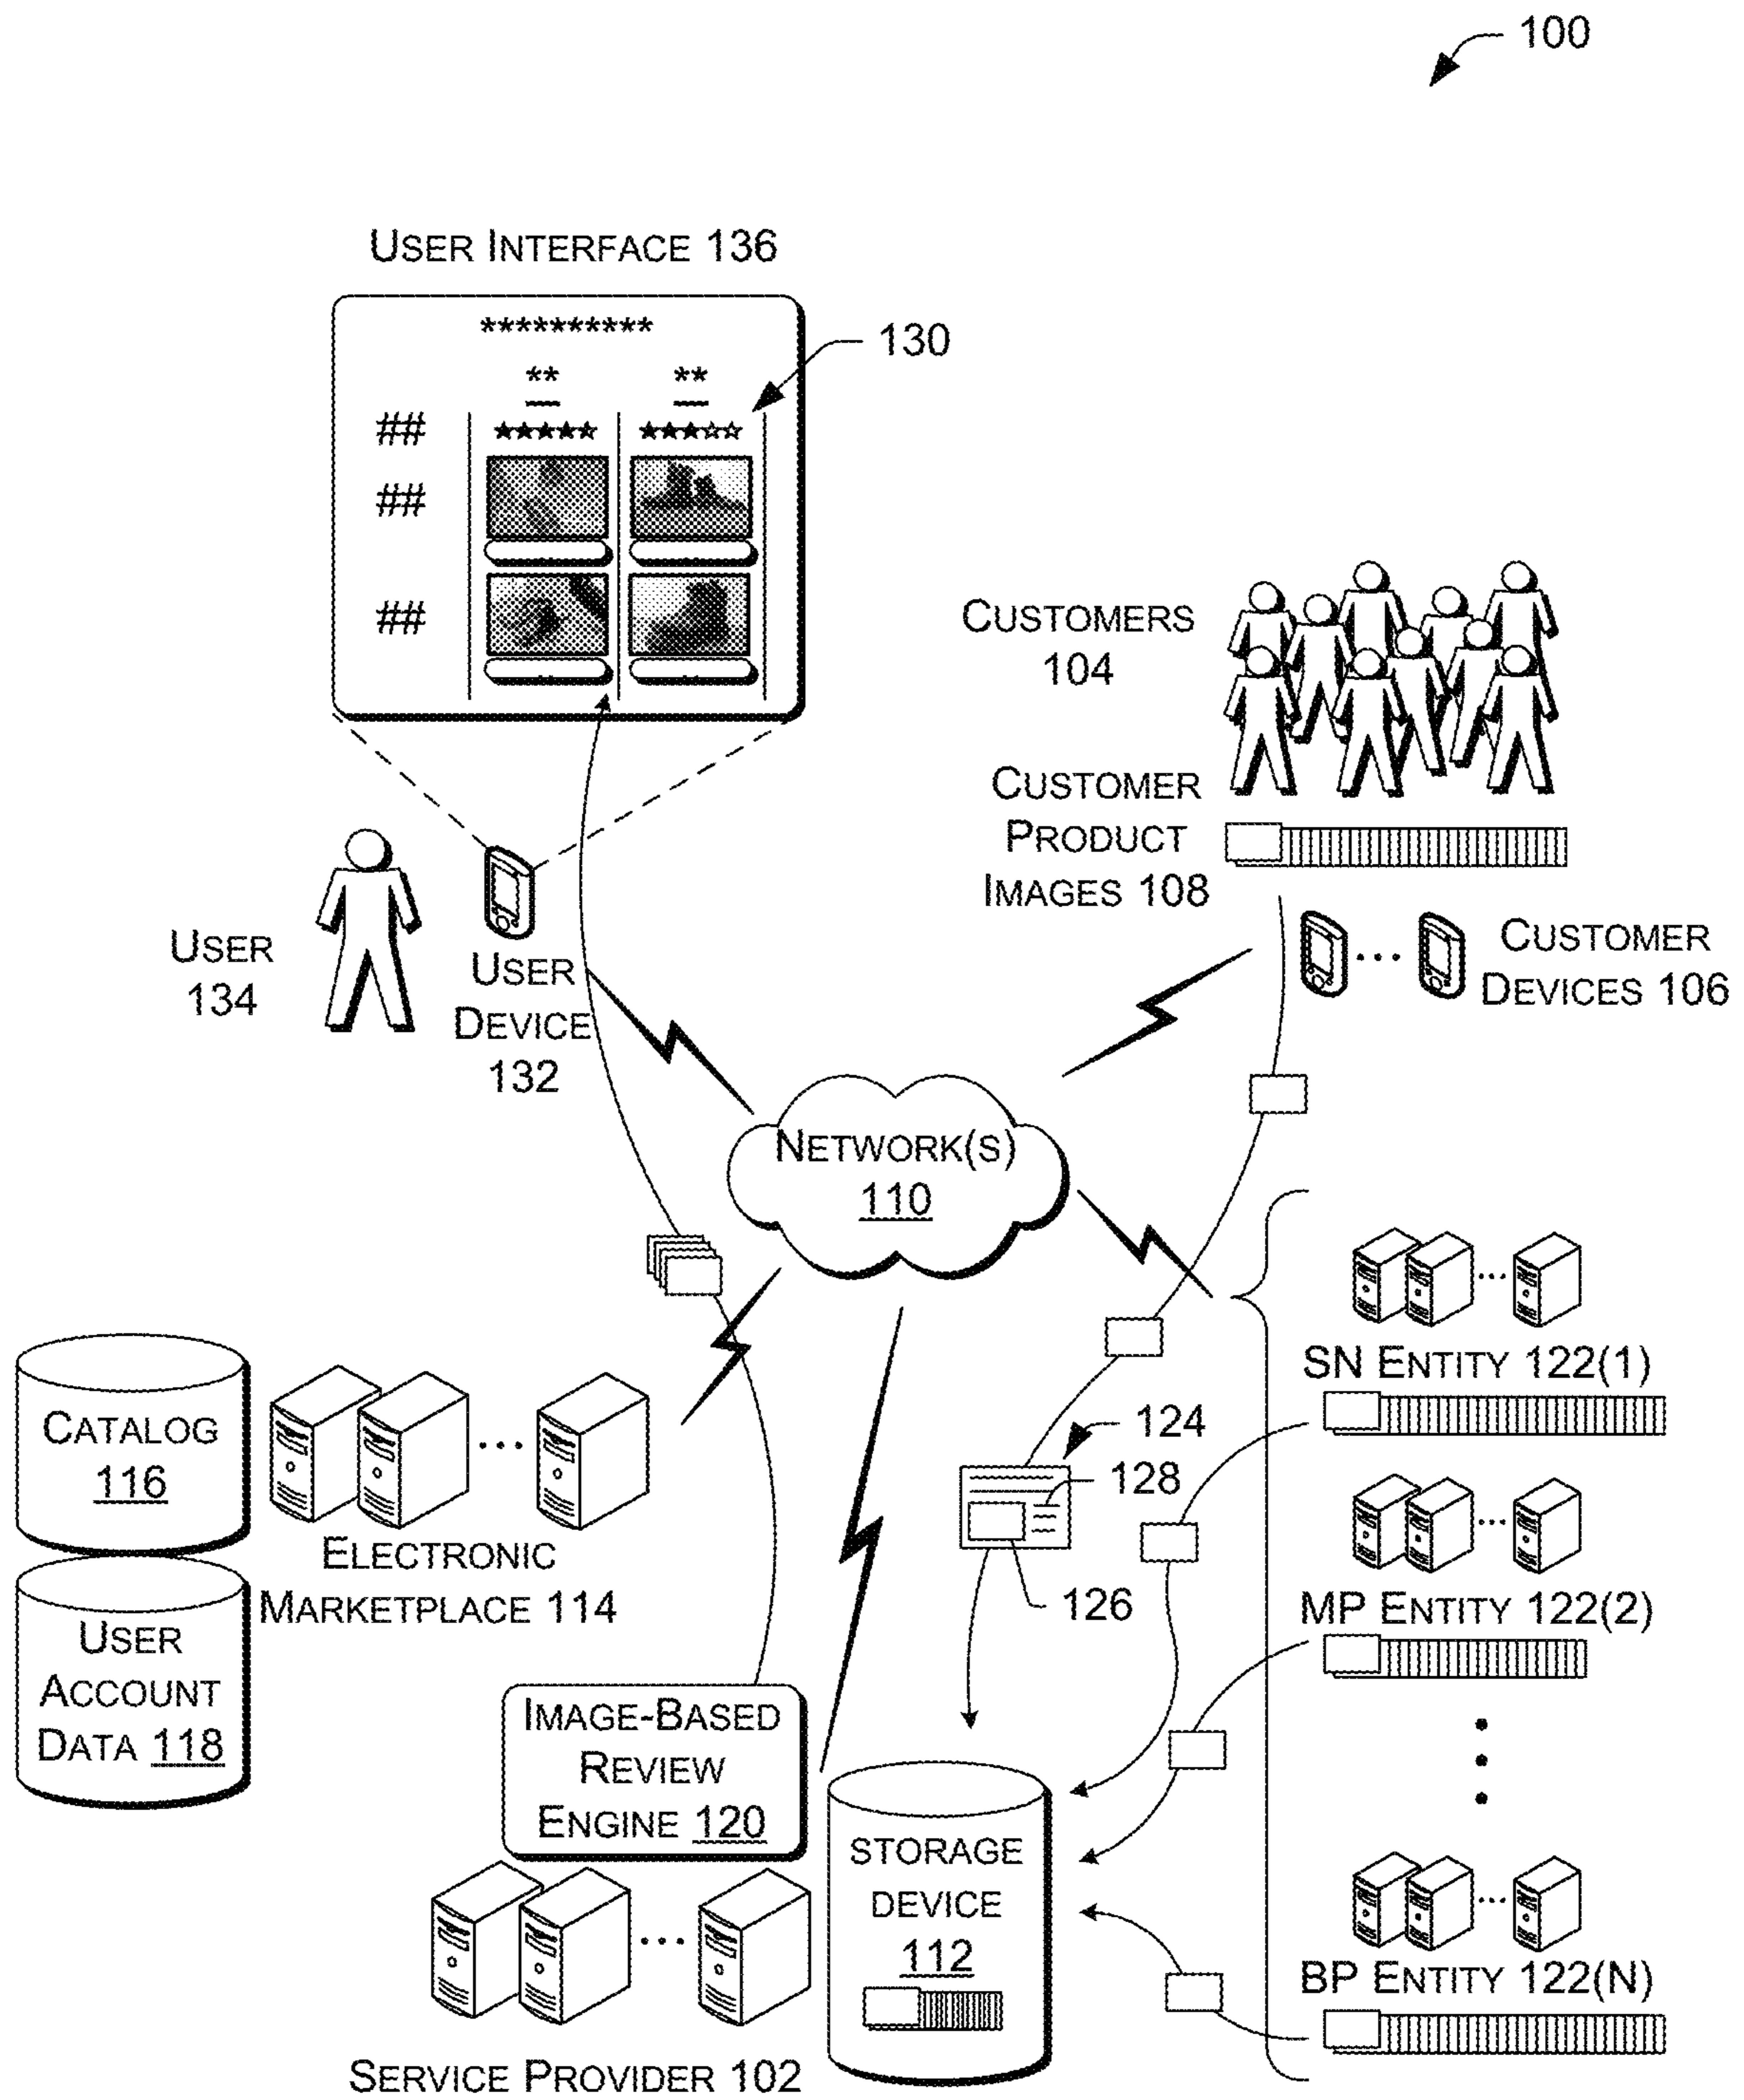 100
USER INTERFACE 136
**********
130
** **
##
##
##
CUSTOMERS
104
CUSTOMER
PRODUCT
IMAGES 108
CUSTOMER
DEVICES 106
USER
134
USER
DEVICE
132
NETWORK(S)
110
SN ENTITY 122(1)
CATALOG
116
124
128
126
ELECTRONIC
MARKETPLACE 114
MP ENTITY 122(2)
USER
ACCOUNT
DATA 118
IMAGE-BASED
REVIEW
ENGINE 120
STORAGE
DEVICE
112
BP ENTITY 122(N)
SERVICE PROVIDER 102